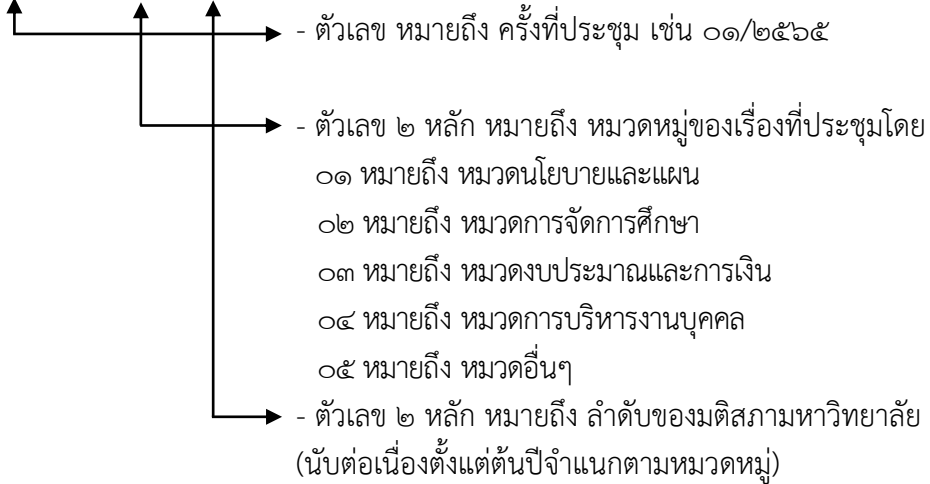 - ตัวเลข หมายถึง ครั้งที่ประชุม เช่น ๐๑/๒๕๖๕
- ตัวเลข ๒ หลัก หมายถึง หมวดหมู่ของเรื่องที่ประชุมโดย
๐๑ หมายถึง หมวดนโยบายและแผน
๐๒ หมายถึง หมวดการจัดการศึกษา
๐๓ หมายถึง หมวดงบประมาณและการเงิน
๐๔ หมายถึง หมวดการบริหารงานบุคคล
๐๕ หมายถึง หมวดอื่นๆ
- ตัวเลข ๒ หลัก หมายถึง ลำดับของมติสภามหาวิทยาลัย
(นับต่อเนื่องตั้งแต่ต้นปีจำแนกตามหมวดหมู่)